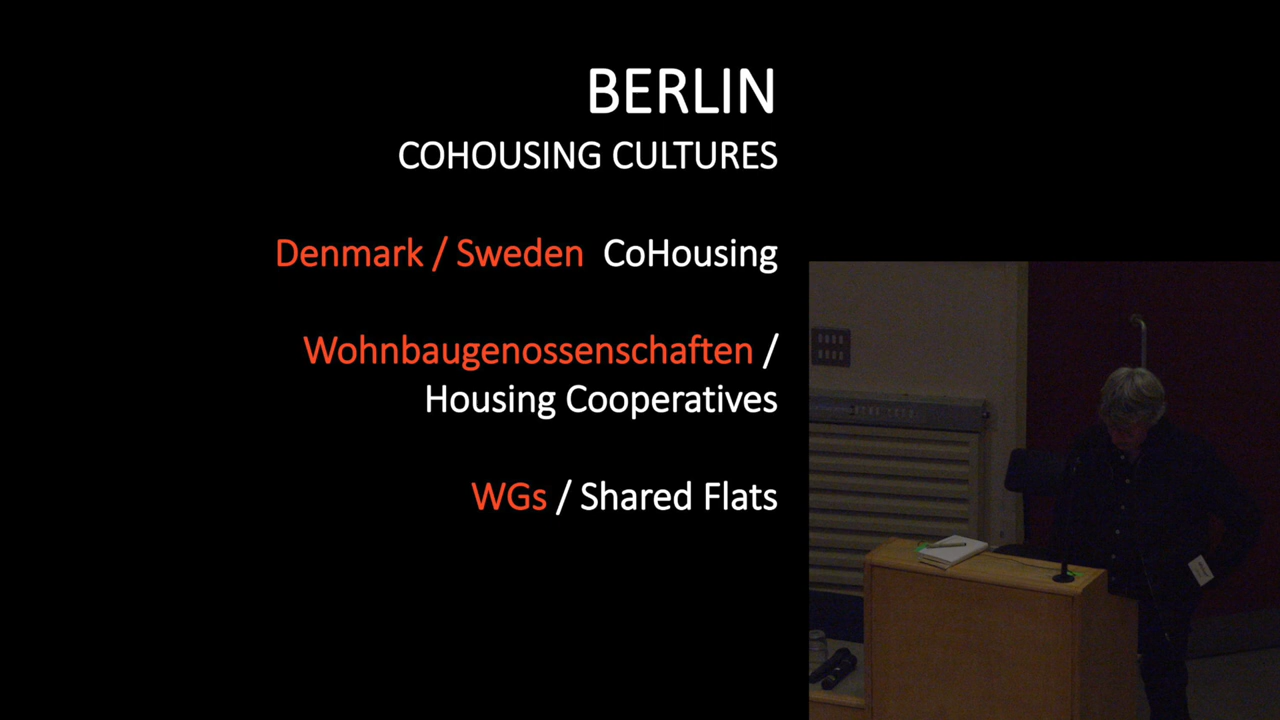 BERLIN
COHOUSING CULTURES
Denmark / Sweden CoHousing
Wohnbaugenossenschaften /
Housing Cooperatives
WGs / Shared Flats